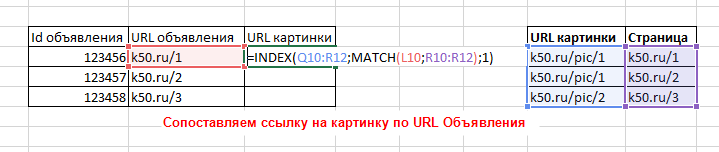 Id объявления URL объявления URL картинки URL картинки Страница
123456 k50.ru/1 =INDEX(Q10:R12;MATCH(L10;R10:R12);1) k50.ru/pic/1 k50.ru/1
123457 k50.ru/2 k50.ru/pic/1 k50.ru/2
123458 k50.ru/3 k50.ru/pic/2 k50.ru/3
Сопоставляем ссылку на картинку по URL Объявления